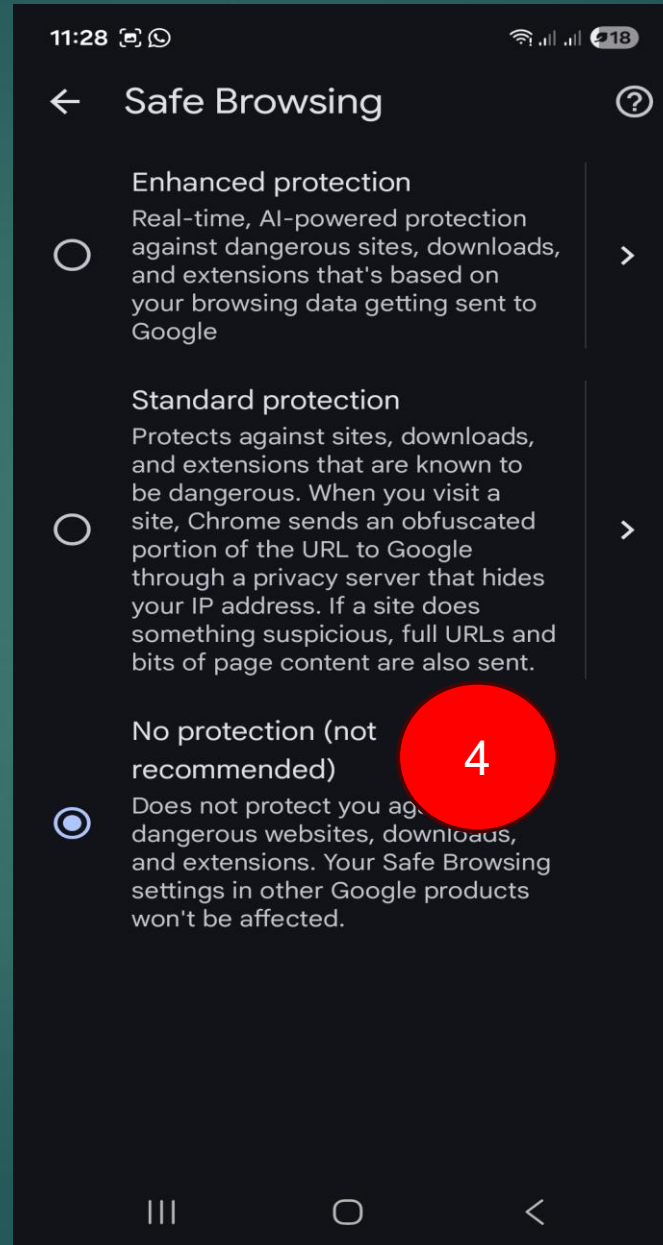 11:28
18
Safe Browsing
Enhanced protection
Real-time, AI-powered protection
against dangerous sites, downloads,
and extensions that's based on
your browsing data getting sent to
Google
Standard protection
Protects against sites, downloads,
and extensions that are known to
be dangerous. When you visit a
site, Chrome sends an obfuscated
portion of the URL to Google
through a privacy server that hides
your IP address. If a site does
something suspicious, full URLs and
bits of page content are also sent.
No protection (not
recommended)
4
Does not protect you
dangerous websites, downloads,
and extensions. Your Safe Browsing
settings in other Google products
won't be affected.